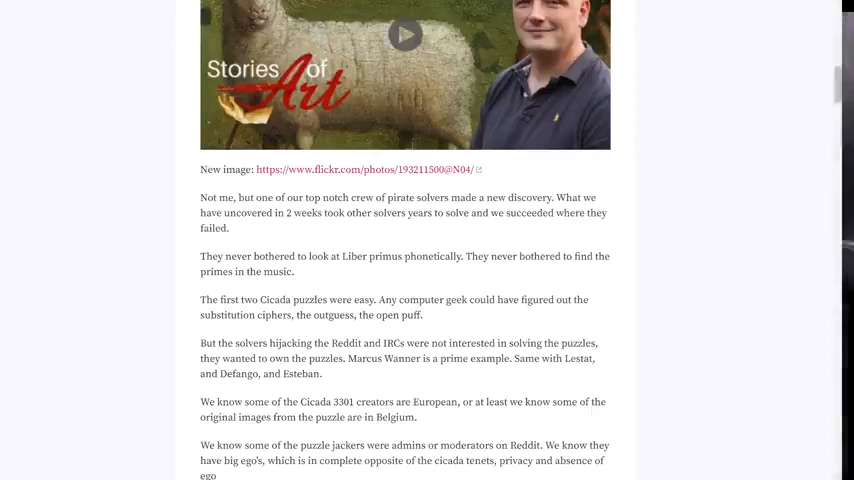 Stories of
Art
New image: https://www.flickr.com/photos/193211500@N04/
Not me, but one of our top notch crew of pirate solvers made a new discovery. What we
have uncovered in 2 weeks took other solvers years to solve and we succeeded where they
failed.
They never bothered to look at Liber primus phonetically. They never bothered to find the
primes in the music.
The first two Cicada puzzles were easy. Any computer geek could have figured out the
substitution ciphers, the outguess, the open puff.
But the solvers hijacking the Reddit and IRCs were not interested in solving the puzzles,
they wanted to own the puzzles. Marcus Wanner is a prime example. Same with Lestat,
and Defango, and Esteban.
We know some of the Cicada 3301 creators are European, or at least we know some of the
original images from the puzzle are in Belgium.
We know some of the puzzle jackers were admins or moderators on Reddit. We know they
have big ego's, which is in complete opposite of the cicada tenets, privacy and absence of
ego